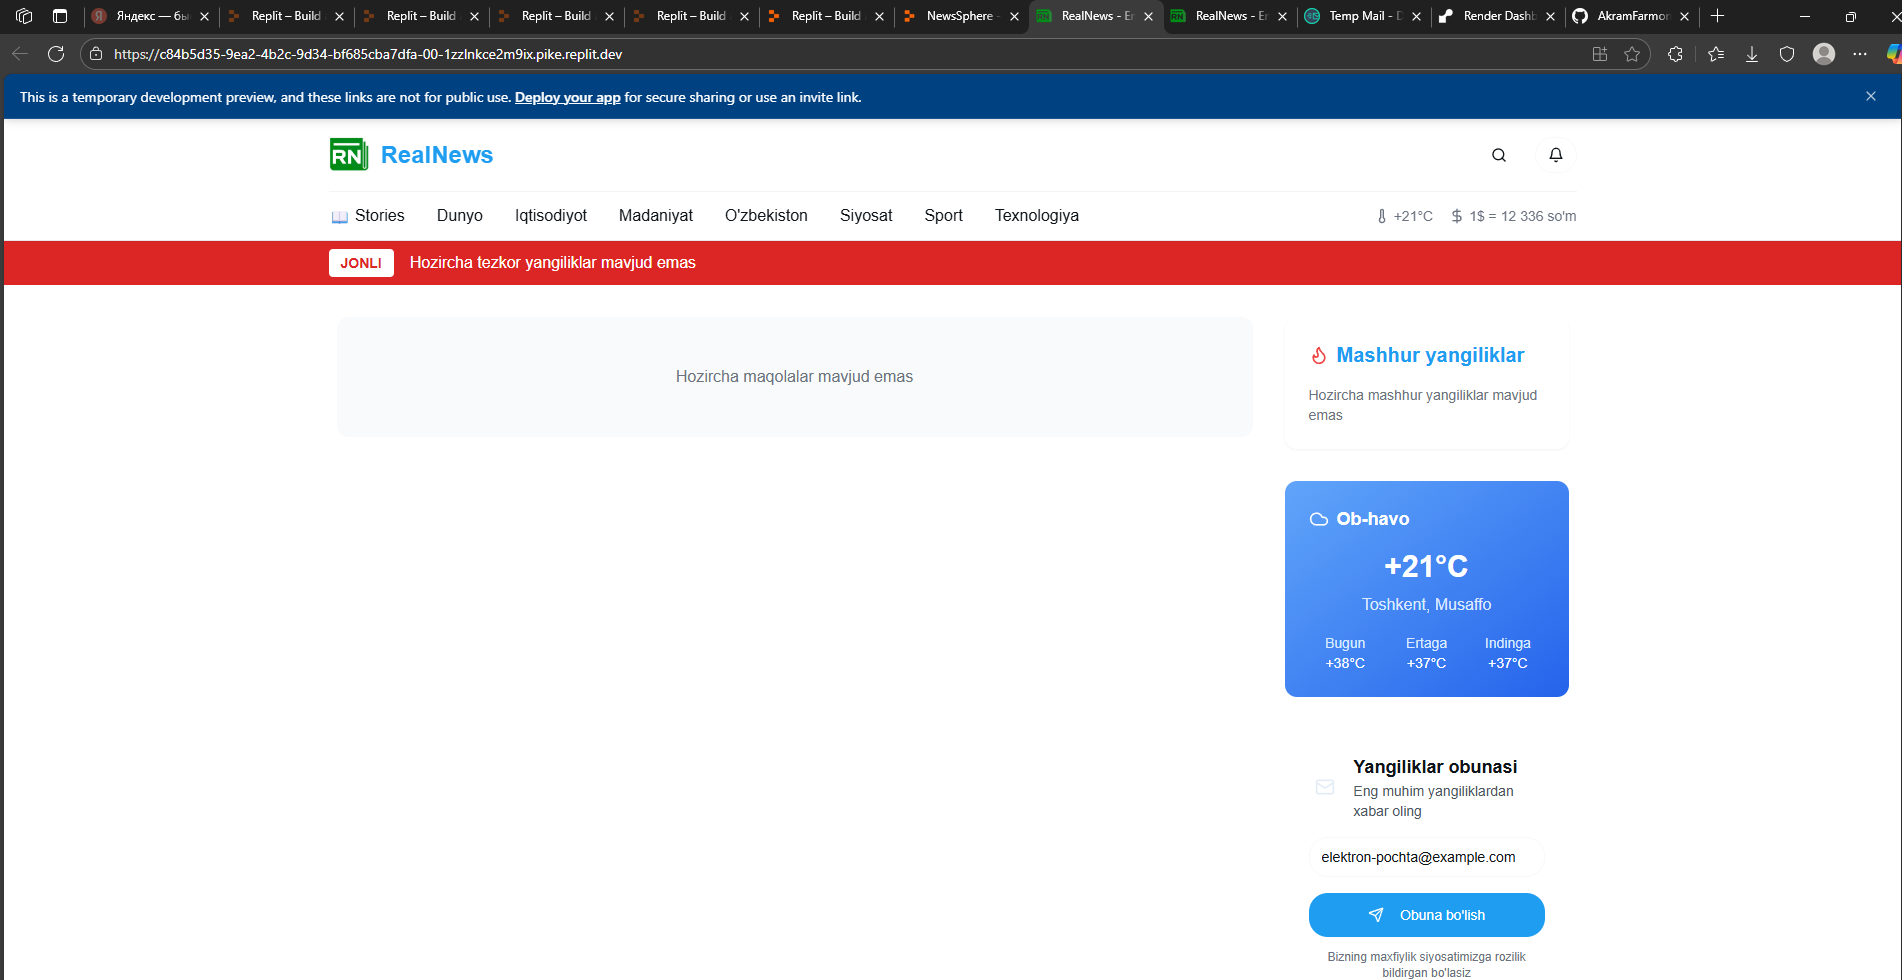 Яндекс — бы
Replit – Build
Replit – Build
Replit – Build
Replit – Build
Replit – Build
NewsSphere -
RealNews - Er
RealNews - Er
Temp Mail - D
Render Dashb
AkramFarmon
https://c84b5d35-9ea2-4b2c-9d34-bf685cba7dfa-00-1zzlnkce2m9ix.pike.replit.dev
This is a temporary development preview, and these links are not for public use. Deploy your app for secure sharing or use an invite link.
RN RealNews
Stories Dunyo Iqtisodiyot Madaniyat O'zbekiston Siyosat Sport Texnologiya +21°C 1$ = 12 336 so'm
JONLI Hozircha tezkor yangiliklar mavjud emas
Hozircha maqolalar mavjud emas
Mashhur yangiliklar
Hozircha mashhur yangiliklar mavjud
emas
Ob-havo
+21°C
Toshkent, Musaffo
Bugun Ertaga Indinga
+38°C +37°C +37°C
Yangiliklar obunasi
Eng muhim yangiliklardan
xabar oling
elektron-pochta@example.com
Obuna bo'lish
Bizning maxfiylik siyosatimizga rozilik
bildirgan bo'lasiz